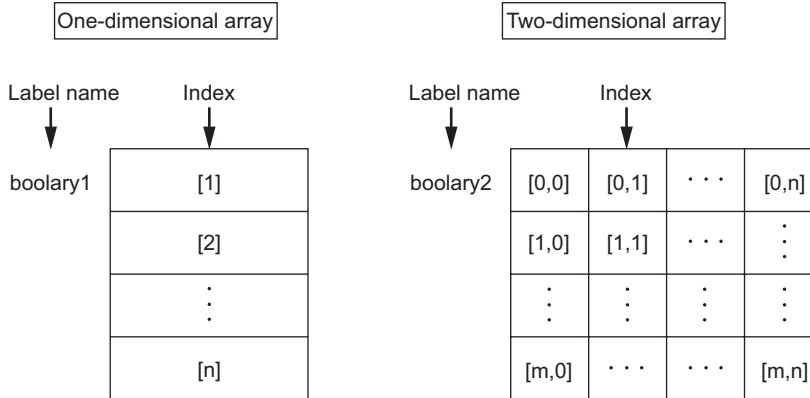 One-dimensional array
Two-dimensional array
Label name Index
Label name Index
boolary1 [1]
[2]
⋮
[n]
boolary2 [0,0] [0,1] ··· [0,n]
[1,0] [1,1] ··· ⋮
⋮ ⋮ ⋮ ⋮
[m,0] ··· ··· [m,n]